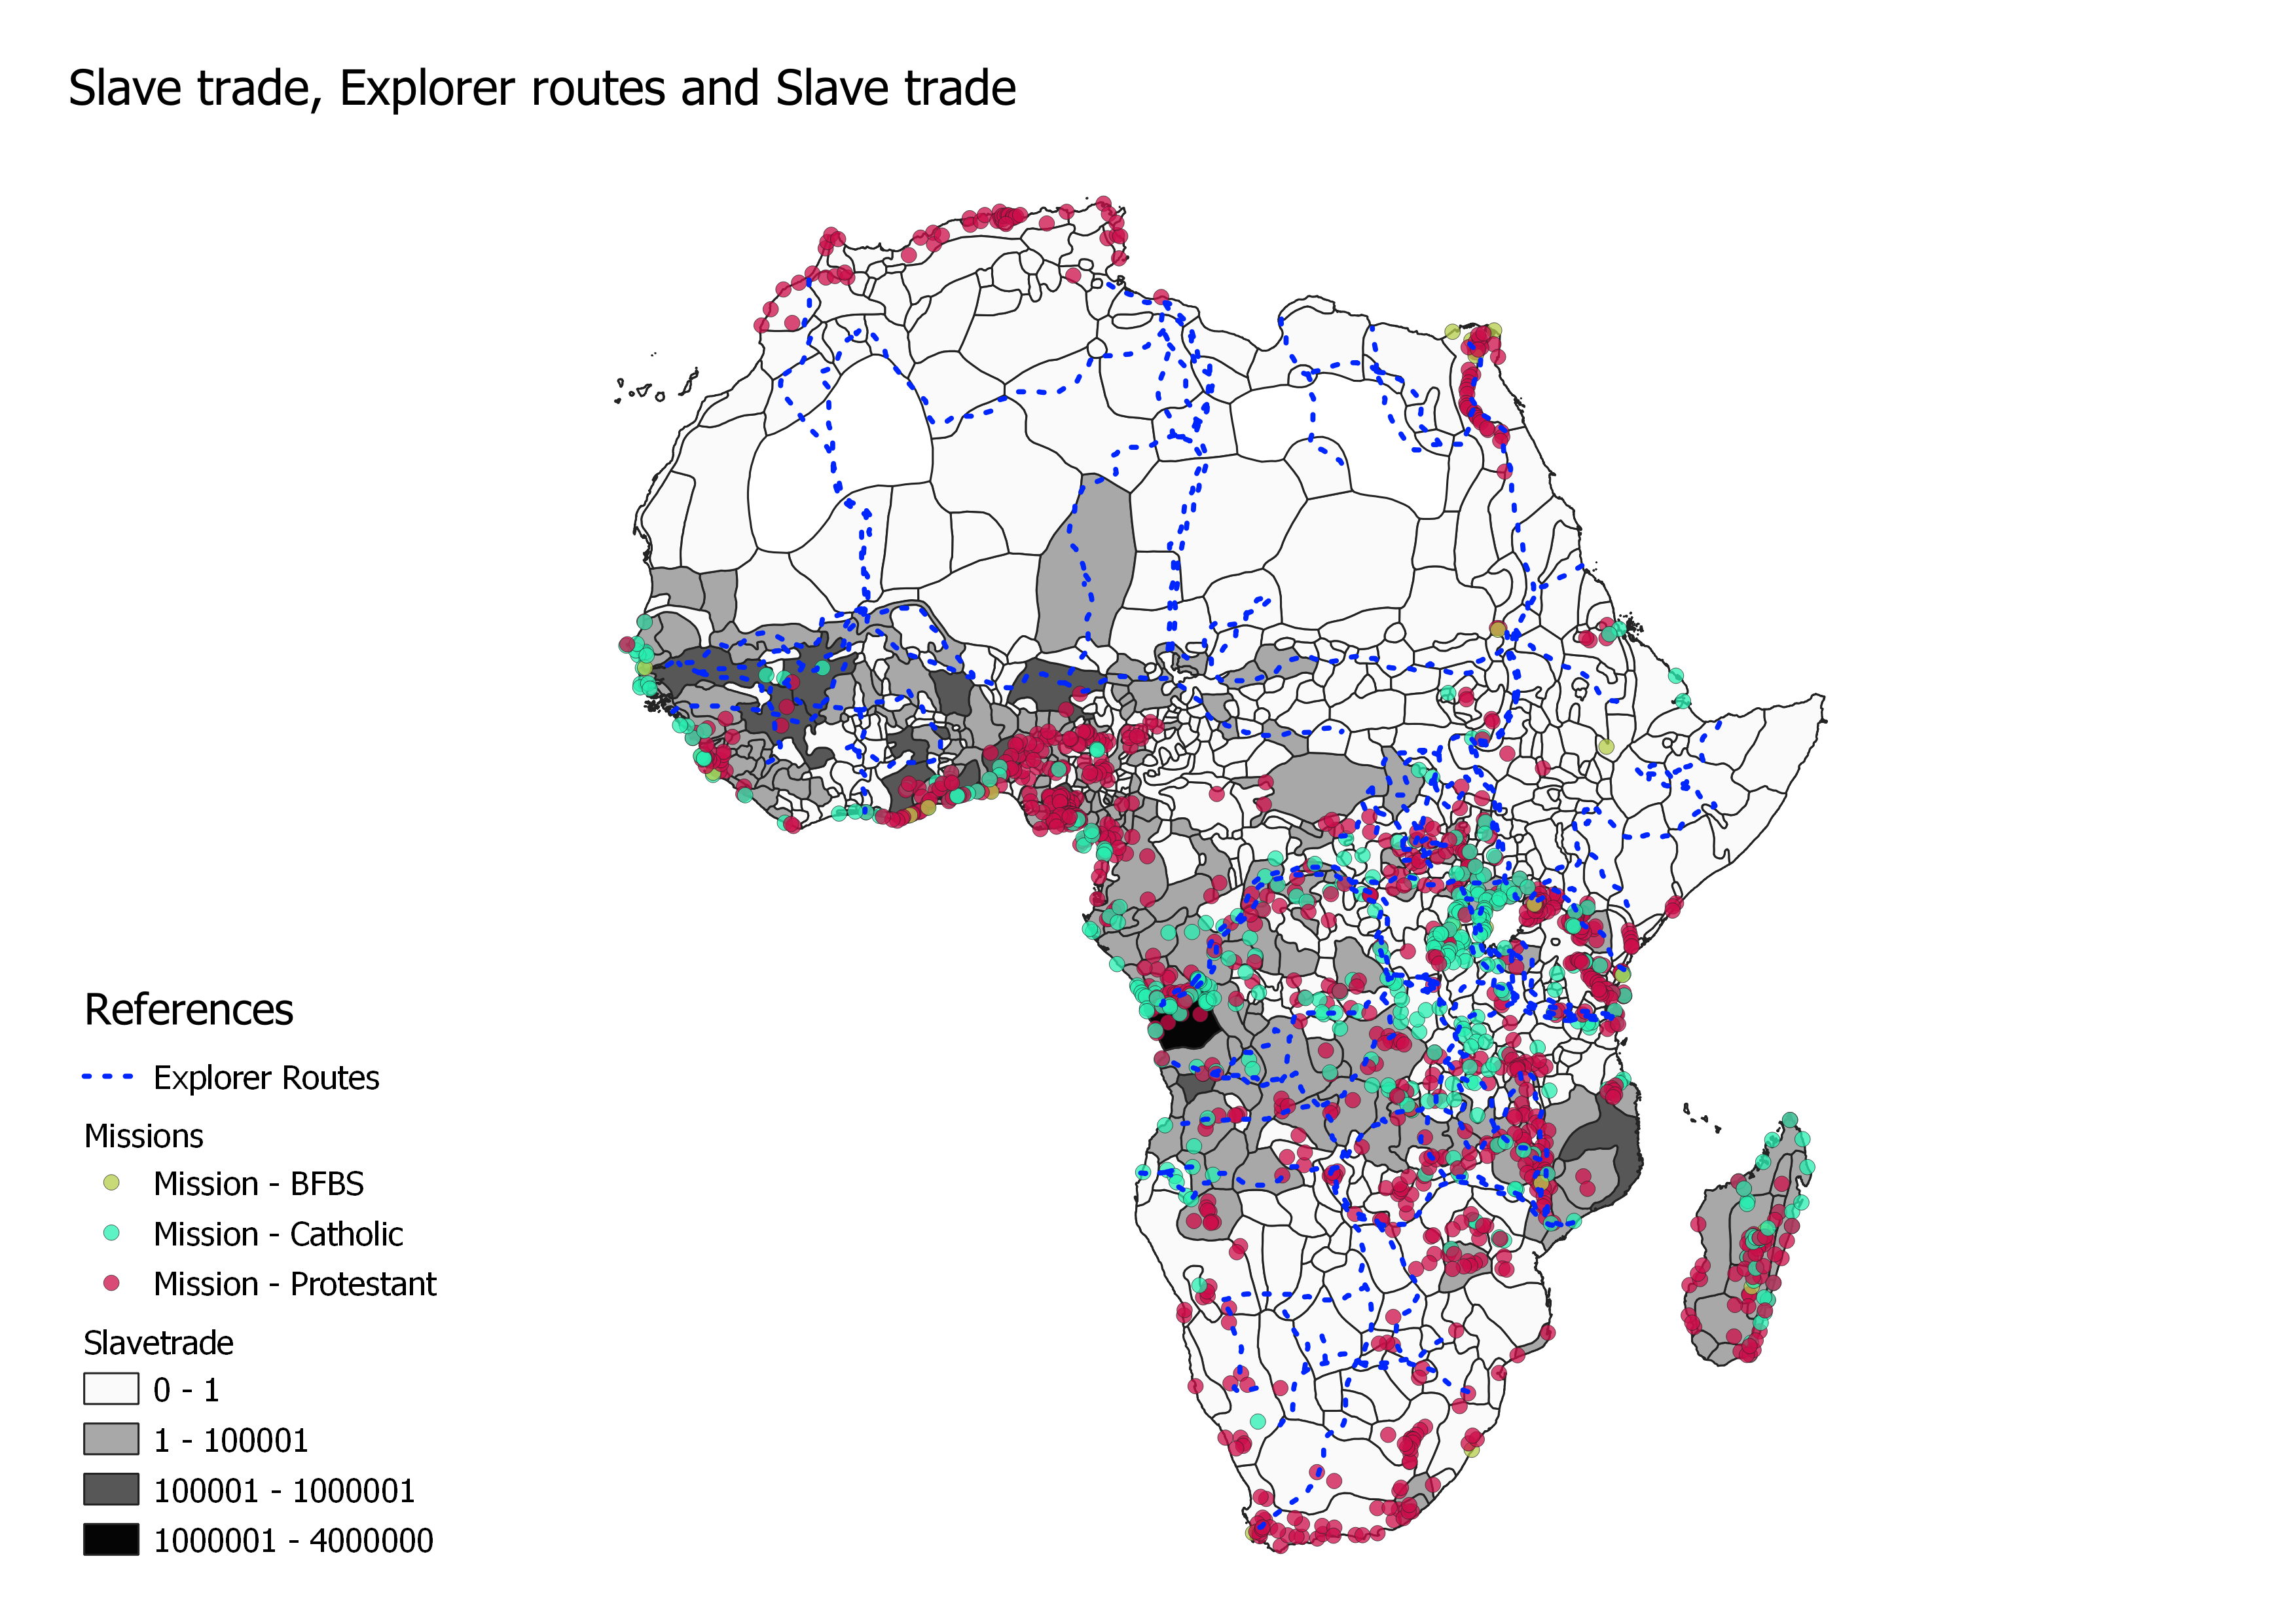 Slave trade, Explorer routes and Slave trade
References
Explorer Routes
Missions
Mission - BFBS
Mission - Catholic
Mission - Protestant
Slavetrade
0 - 1
1 - 100001
100001 - 1000001
1000001 - 4000000